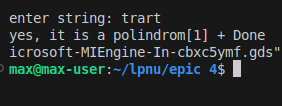 enter string: trart
yes, it is a polindrom[1] + Done
icrosoft-MIEngine-In-cbxc5ymf.gds"
max@max-user:~/lpnu/epic 4$